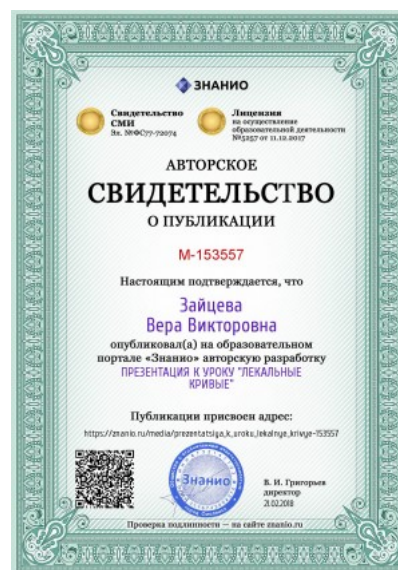 ЗНАНИО
Свидетельство
СМИ
Эл. №ФС77-72074
Лицензия
на осуществление
образовательной деятельности
№5257 от 11.12.2017
АВТОРСКОЕ
СВИДЕТЕЛЬСТВО
О ПУБЛИКАЦИИ
М-153557
Настоящим подтверждается, что
Зайцева
Вера Викторовна
опубликовал(а) на образовательном
портале «Знанио» авторскую разработку
ПРЕЗЕНТАЦИЯ К УРОКУ "ЛЕКАЛЬНЫЕ
КРИВЫЕ"
Публикации присвоен адрес:
https://znanio.ru/media/prezentatsiya_k_uroku_lekalnye_krivye-153557
Знанио
В. И. Григорьев
директор
21.02.2018
Проверка подлинности — на сайте znanio.ru